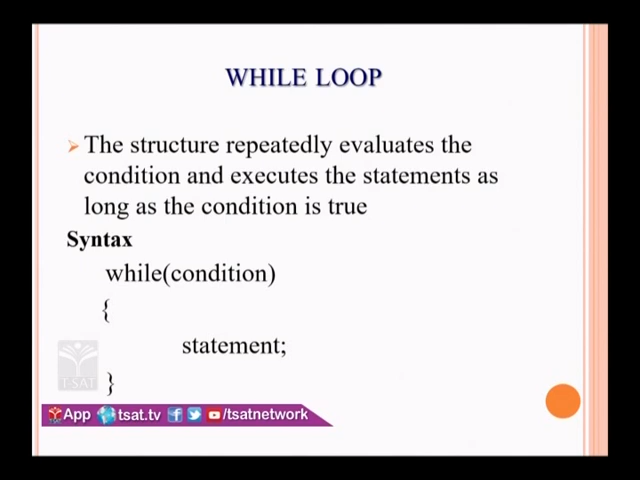 WHILE LOOP
The structure repeatedly evaluates the
condition and executes the statements as
long as the condition is true
Syntax
while(condition)
{
statement;
}
T-SAT
App tsat.tv /tsatnetwork